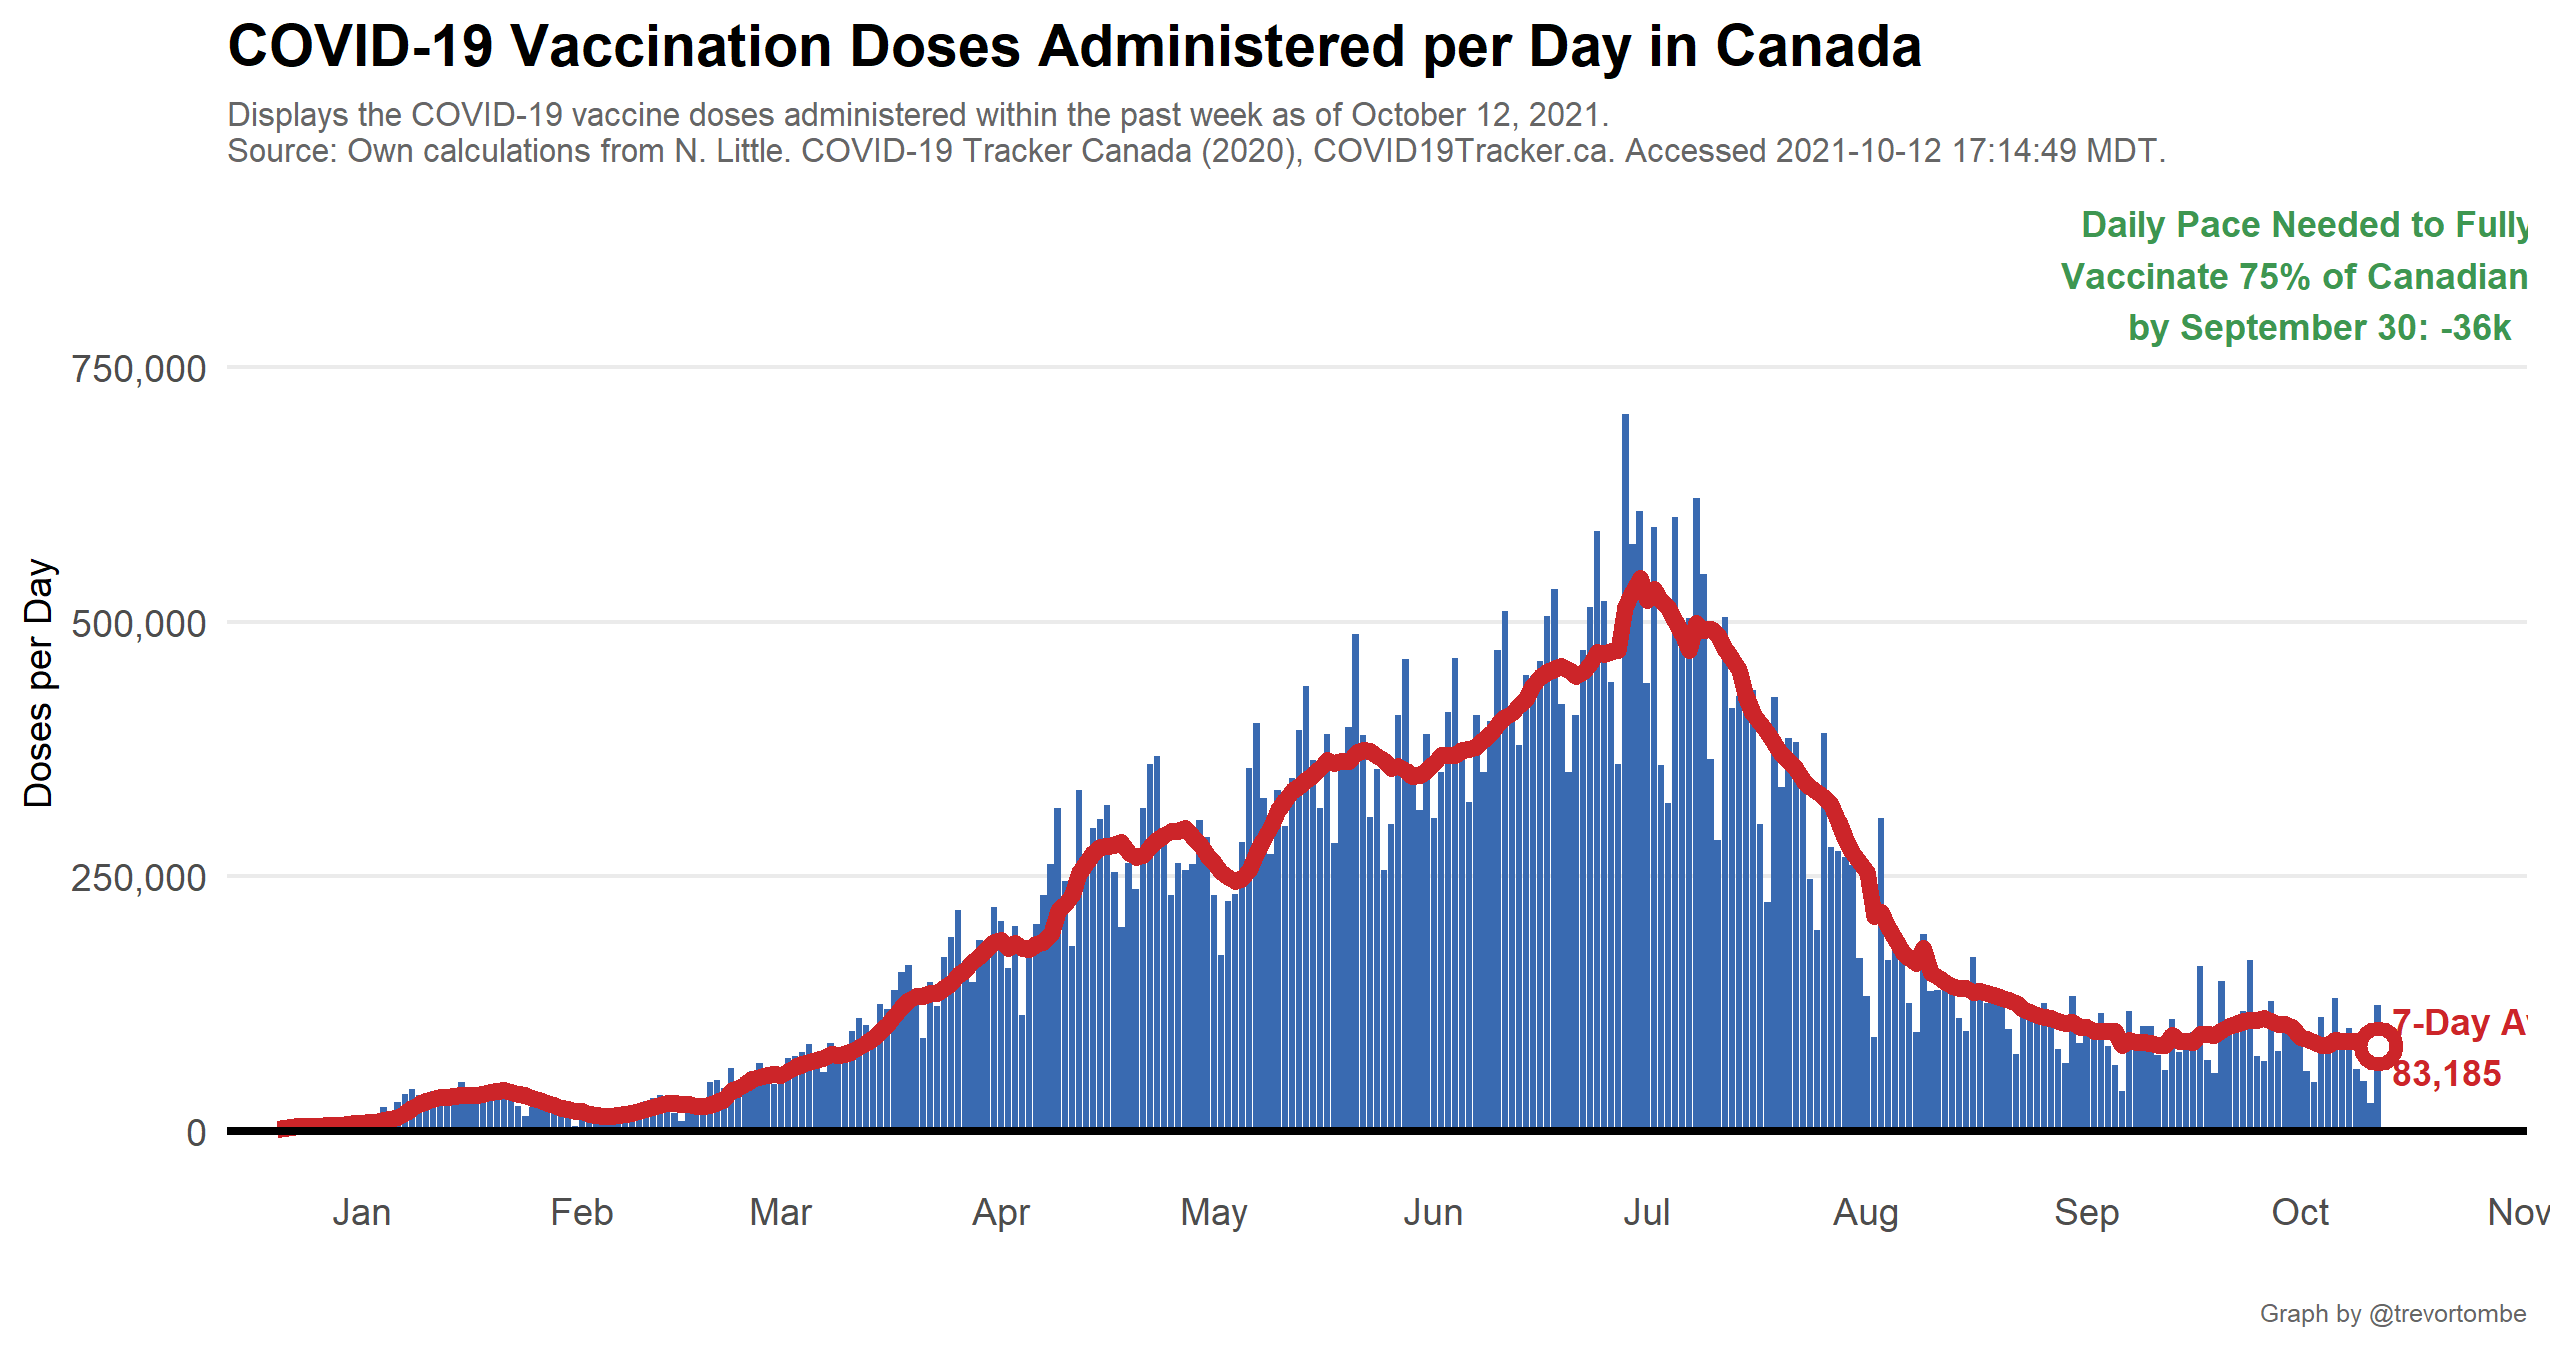 COVID-19 Vaccination Doses Administered per Day in Canada
Displays the COVID-19 vaccine doses administered within the past week as of October 12, 2021.
Source: Own calculations from N. Little. COVID-19 Tracker Canada (2020), COVID19Tracker.ca. Accessed 2021-10-12 17:14:49 MDT.
Daily Pace Needed to Fully
Vaccinate 75% of Canadian
by September 30: -36k
750,000
500,000
250,000
0
Doses per Day
7-Day Av
83,185
Jan Feb Mar Apr May Jun Jul Aug Sep Oct Nov
Graph by @trevortombe